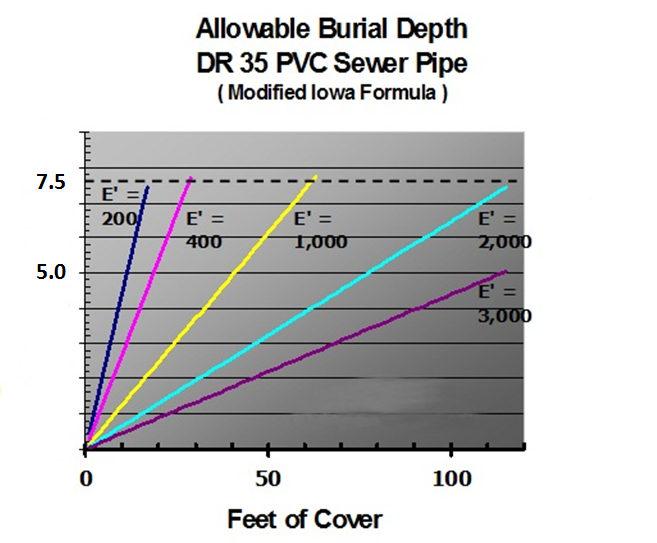 Allowable Burial Depth
DR 35 PVC Sewer Pipe
( Modified Iowa Formula )
7.5
E' =
200
E' =
400
E' =
1,000
E' =
2,000
5.0
E' =
3,000
0
50
100
Feet of Cover